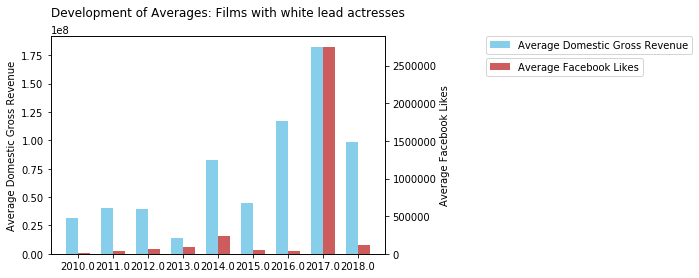 Development of Averages: Films with white lead actresses
1e8
Average Domestic Gross Revenue
1.75
1.50
1.25
1.00
0.75
0.50
0.25
0.00
2010.0 2011.0 2012.0 2013.0 2014.0 2015.0 2016.0 2017.0 2018.0
2500000
2000000
1500000
1000000
500000
0
Average Facebook Likes
Average Domestic Gross Revenue
Average Facebook Likes